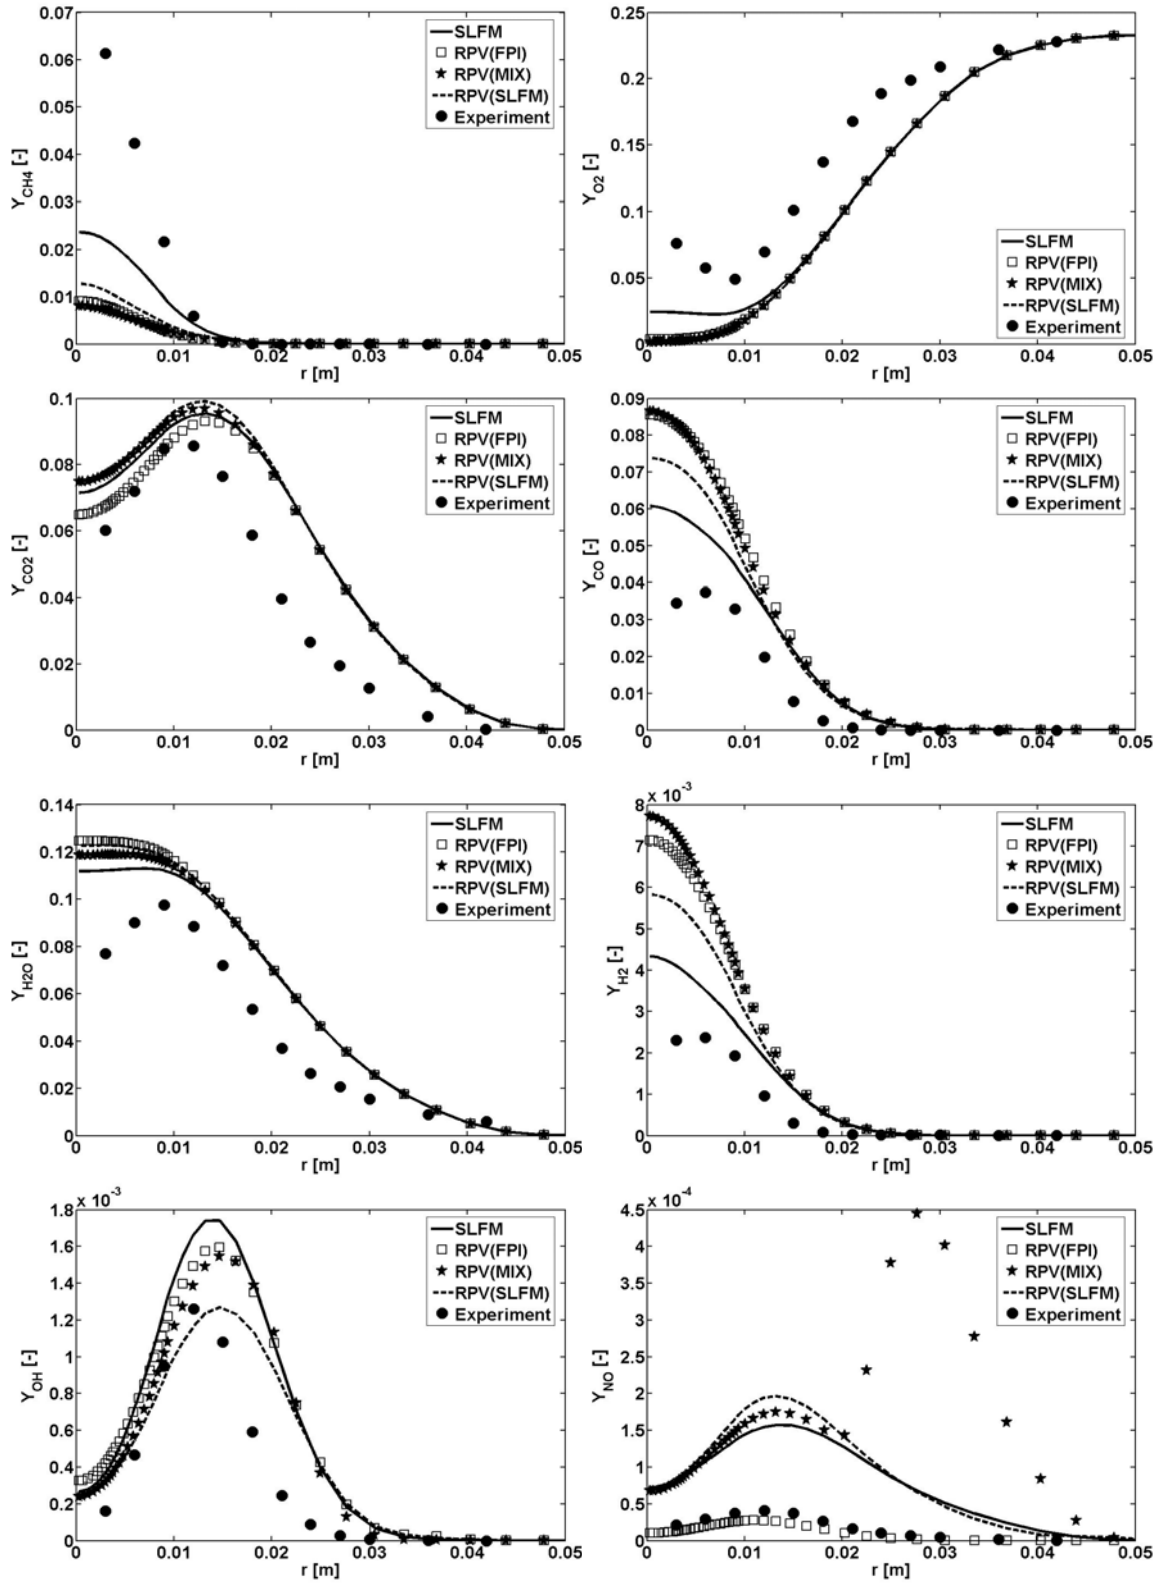 0.07
0.06
0.05
0.04
0.03
0.02
0.01
0
Y_CH4 [-]
SLFM
RPV(FPI)
RPV(MIX)
RPV(SLFM)
Experiment
0 0.01 0.02 0.03 0.04 0.05
r [m]
0.25
0.2
0.15
0.1
0.05
0
Y_O2 [-]
SLFM
RPV(FPI)
RPV(MIX)
RPV(SLFM)
Experiment
0 0.01 0.02 0.03 0.04 0.05
r [m]
0.1
0.08
0.06
0.04
0.02
0
Y_CO2 [-]
SLFM
RPV(FPI)
RPV(MIX)
RPV(SLFM)
Experiment
0 0.01 0.02 0.03 0.04 0.05
r [m]
0.09
0.08
0.07
0.06
0.05
0.04
0.03
0.02
0.01
0
Y_CO [-]
SLFM
RPV(FPI)
RPV(MIX)
RPV(SLFM)
Experiment
0 0.01 0.02 0.03 0.04 0.05
r [m]
0.14
0.12
0.1
0.08
0.06
0.04
0.02
0
Y_H2O [-]
SLFM
RPV(FPI)
RPV(MIX)
RPV(SLFM)
Experiment
0 0.01 0.02 0.03 0.04 0.05
r [m]
x 10^-3
8
7
6
5
4
3
2
1
0
Y_H2 [-]
SLFM
RPV(FPI)
RPV(MIX)
RPV(SLFM)
Experiment
0 0.01 0.02 0.03 0.04 0.05
r [m]
x 10^-3
1.8
1.6
1.4
1.2
1
0.8
0.6
0.4
0.2
0
Y_OH [-]
SLFM
RPV(FPI)
RPV(MIX)
RPV(SLFM)
Experiment
0 0.01 0.02 0.03 0.04 0.05
r [m]
x 10^-4
4.5
4
3.5
3
2.5
2
1.5
1
0.5
0
Y_NO [-]
SLFM
RPV(FPI)
RPV(MIX)
RPV(SLFM)
Experiment
0 0.01 0.02 0.03 0.04 0.05
r [m]